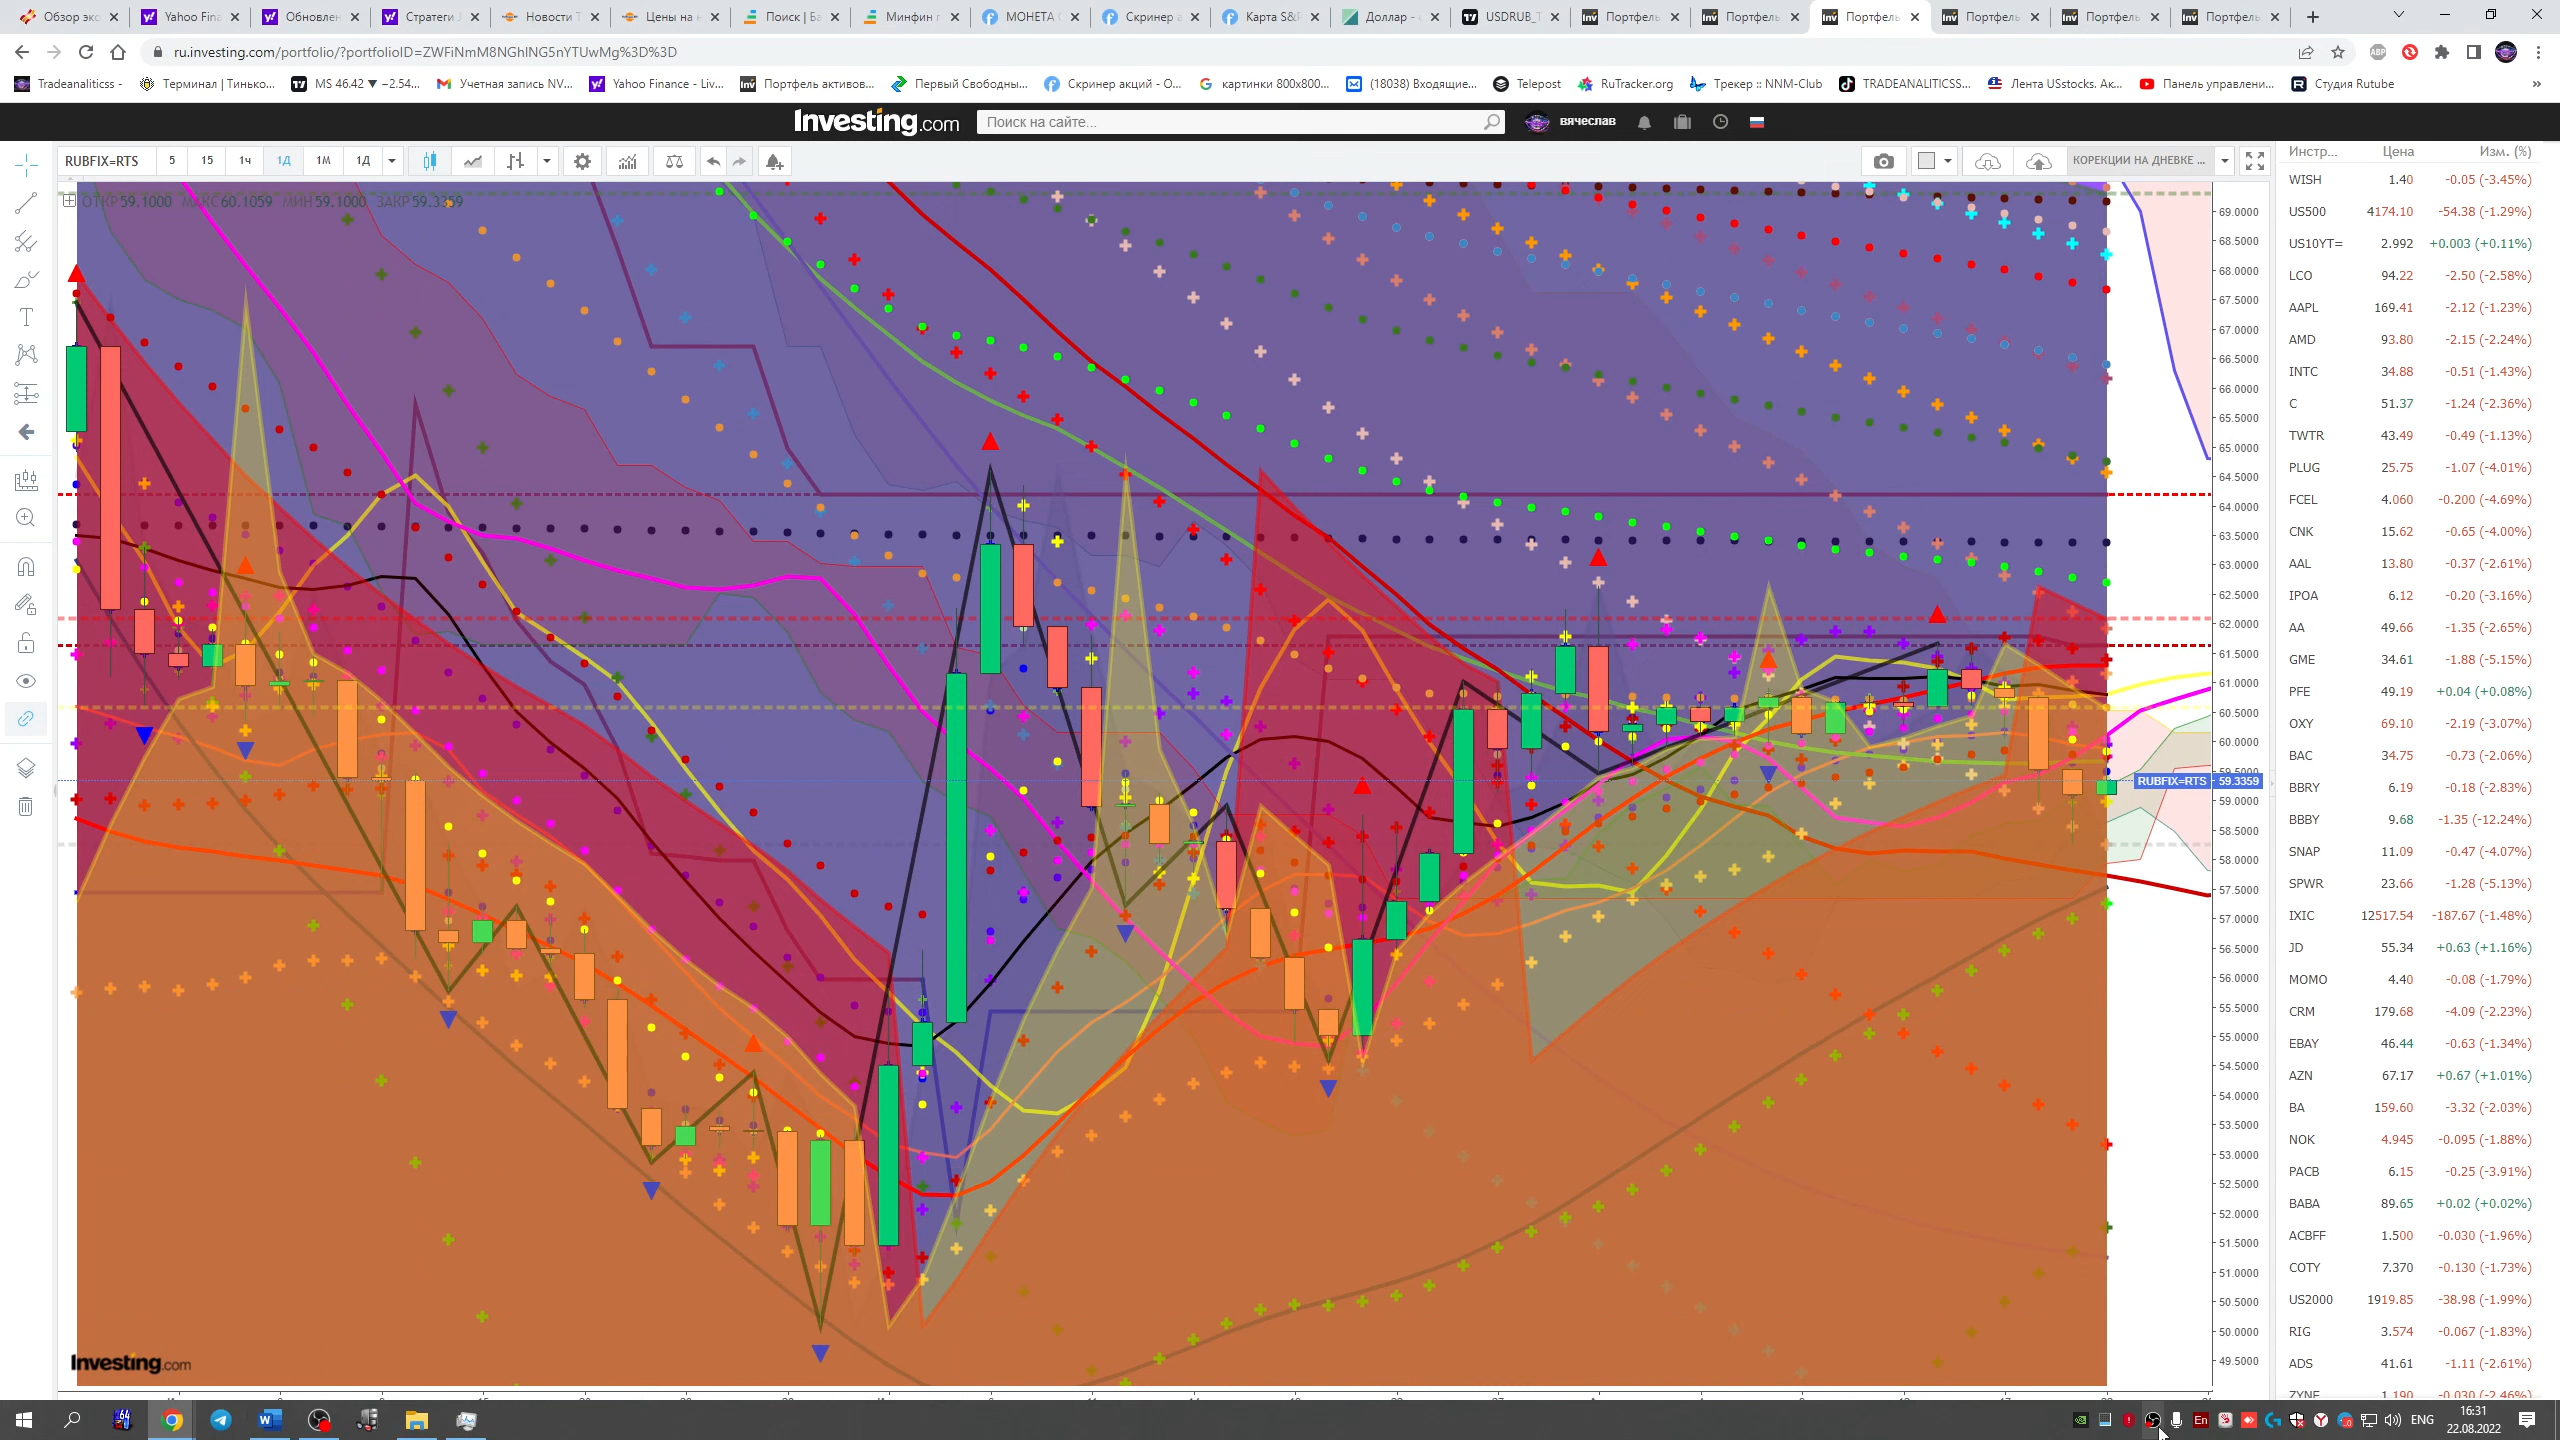 Обзор эк
Yahoo Fina
Обновлен
Стратеги
Новости Т
Цены на н
Поиск | Ба
Минфин
МОНЕТА
Скринер а
Карта S&P
Доллар -
USDRUB_T
Портфель
Портфель
Портфель
Портфель
Портфель
Портфель
ru.investing.com/portfolio/?portfolioID=ZWFiNmM8NGhlNG5nYTUwMg%3D%3D
Tradeanaliticss -
Терминал | Тинько...
MS 46.42 ▼ −2.54...
Учетная запись NV...
Yahoo Finance - Liv...
Портфель активов...
Первый Свободны...
Скринер акций - O...
картинки 800x800...
(18038) Входящие...
Telepost
RuTracker.org
Трекер :: NNM-Club
TRADEANALITICSS...
Лента USstocks. Ак...
Панель управлени...
Студия Rutube
Investing.com
Поиск на сайте...
вячеслав
RUBFIX=RTS
5
15
1ч
1Д
1М
1Д
КОРЕКЦИИ НА ДНЕВКЕ ...
ОТКР 59.1000 МАКС 60.1059 МИН 59.1000 ЗАКР 59.3359
69.0000
68.5000
68.0000
67.5000
67.0000
66.5000
66.0000
65.5000
65.0000
64.5000
64.0000
63.5000
63.0000
62.5000
62.0000
61.5000
61.0000
60.5000
60.0000
59.5000
RUBFIX=RTS 59.3359
59.0000
58.5000
58.0000
57.5000
57.0000
56.5000
56.0000
55.5000
55.0000
54.5000
54.0000
53.5000
53.0000
52.5000
52.0000
51.5000
51.0000
50.5000
50.0000
49.5000
Investing.com
Инстр... Цена Изм. (%)
WISH 1.40 -0.05 (-3.45%)
US500 4174.10 -54.38 (-1.29%)
US10YT= 2.992 +0.003 (+0.11%)
LCO 94.22 -2.50 (-2.58%)
AAPL 169.41 -2.12 (-1.23%)
AMD 93.80 -2.15 (-2.24%)
INTC 34.88 -0.51 (-1.43%)
C 51.37 -1.24 (-2.36%)
TWTR 43.49 -0.49 (-1.13%)
PLUG 25.75 -1.07 (-4.01%)
FCEL 4.060 -0.200 (-4.69%)
CNK 15.62 -0.65 (-4.00%)
AAL 13.80 -0.37 (-2.61%)
IPOA 6.12 -0.20 (-3.16%)
AA 49.66 -1.35 (-2.65%)
GME 34.61 -1.88 (-5.15%)
PFE 49.19 +0.04 (+0.08%)
OXY 69.10 -2.19 (-3.07%)
BAC 34.75 -0.73 (-2.06%)
BBRY 6.19 -0.18 (-2.83%)
BBBY 9.68 -1.35 (-12.24%)
SNAP 11.09 -0.47 (-4.07%)
SPWR 23.66 -1.28 (-5.13%)
IXIC 12517.54 -187.67 (-1.48%)
JD 55.34 +0.63 (+1.16%)
MOMO 4.40 -0.08 (-1.79%)
CRM 179.68 -4.09 (-2.23%)
EBAY 46.44 -0.63 (-1.34%)
AZN 67.17 +0.67 (+1.01%)
BA 159.60 -3.32 (-2.03%)
NOK 4.945 -0.095 (-1.88%)
PACB 6.15 -0.25 (-3.91%)
BABA 89.65 +0.02 (+0.02%)
ACBFF 1.500 -0.030 (-1.96%)
COTY 7.370 -0.130 (-1.73%)
US2000 1919.85 -38.98 (-1.99%)
RIG 3.574 -0.067 (-1.83%)
ADS 41.61 -1.11 (-2.61%)
ZYNE 1.190 -0.030 (-2.46%)
ENG
16:31
22.08.2022